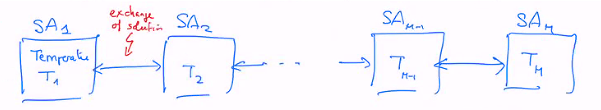 exchange
of solution
SA1 SA2 SAM-1 SAM
Temperature
T1 T2 ... TM-1 TM